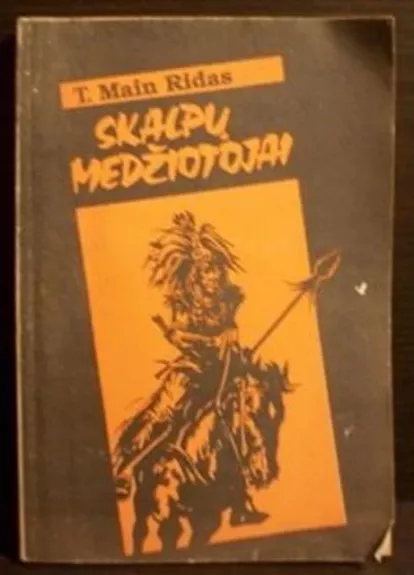 T. Main Ridas
SKALPŲ
MEDŽIOTOJAI